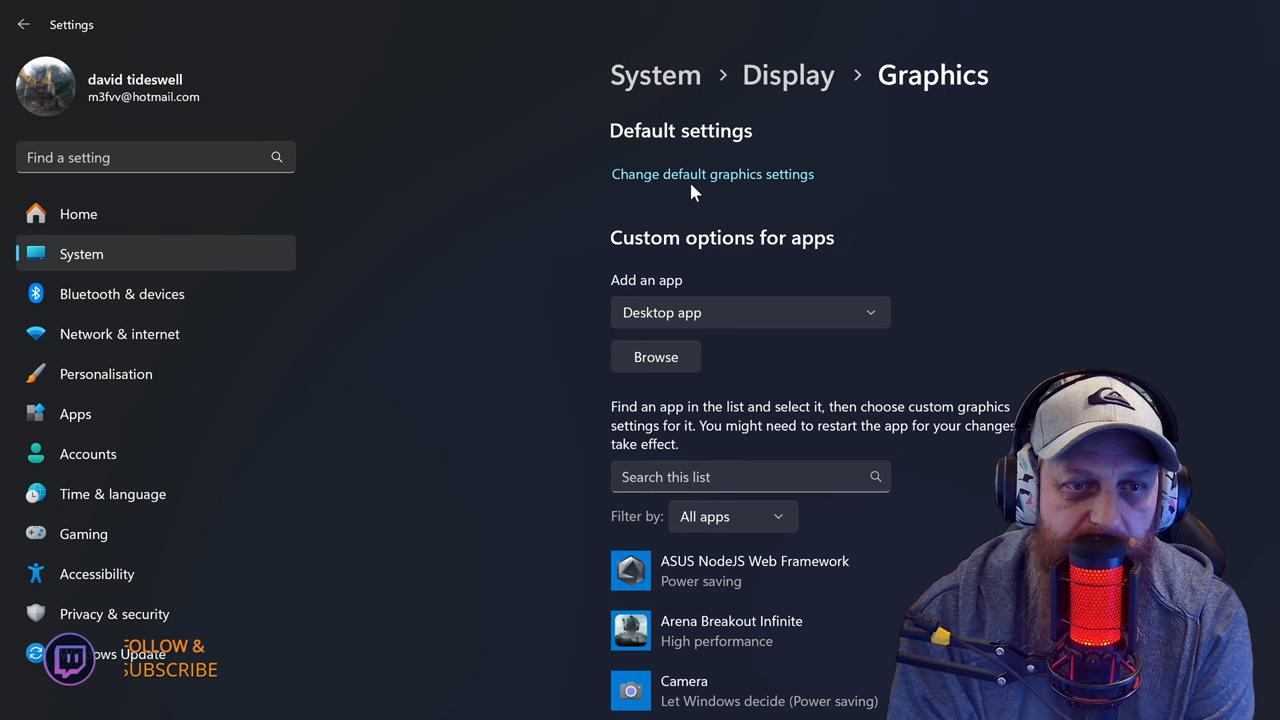 Settings
david tideswell
m3fvv@hotmail.com
Find a setting
Home
System
Bluetooth & devices
Network & internet
Personalisation
Apps
Accounts
Time & language
Gaming
Accessibility
Privacy & security
ows Update
FOLLOW &
SUBSCRIBE
System > Display > Graphics
Default settings
Change default graphics settings
Custom options for apps
Add an app
Desktop app
Browse
Find an app in the list and select it, then choose custom graphics
settings for it. You might need to restart the app for your changes
take effect.
Search this list
Filter by: All apps
ASUS NodeJS Web Framework
Power saving
Arena Breakout Infinite
High performance
Camera
Let Windows decide (Power saving)